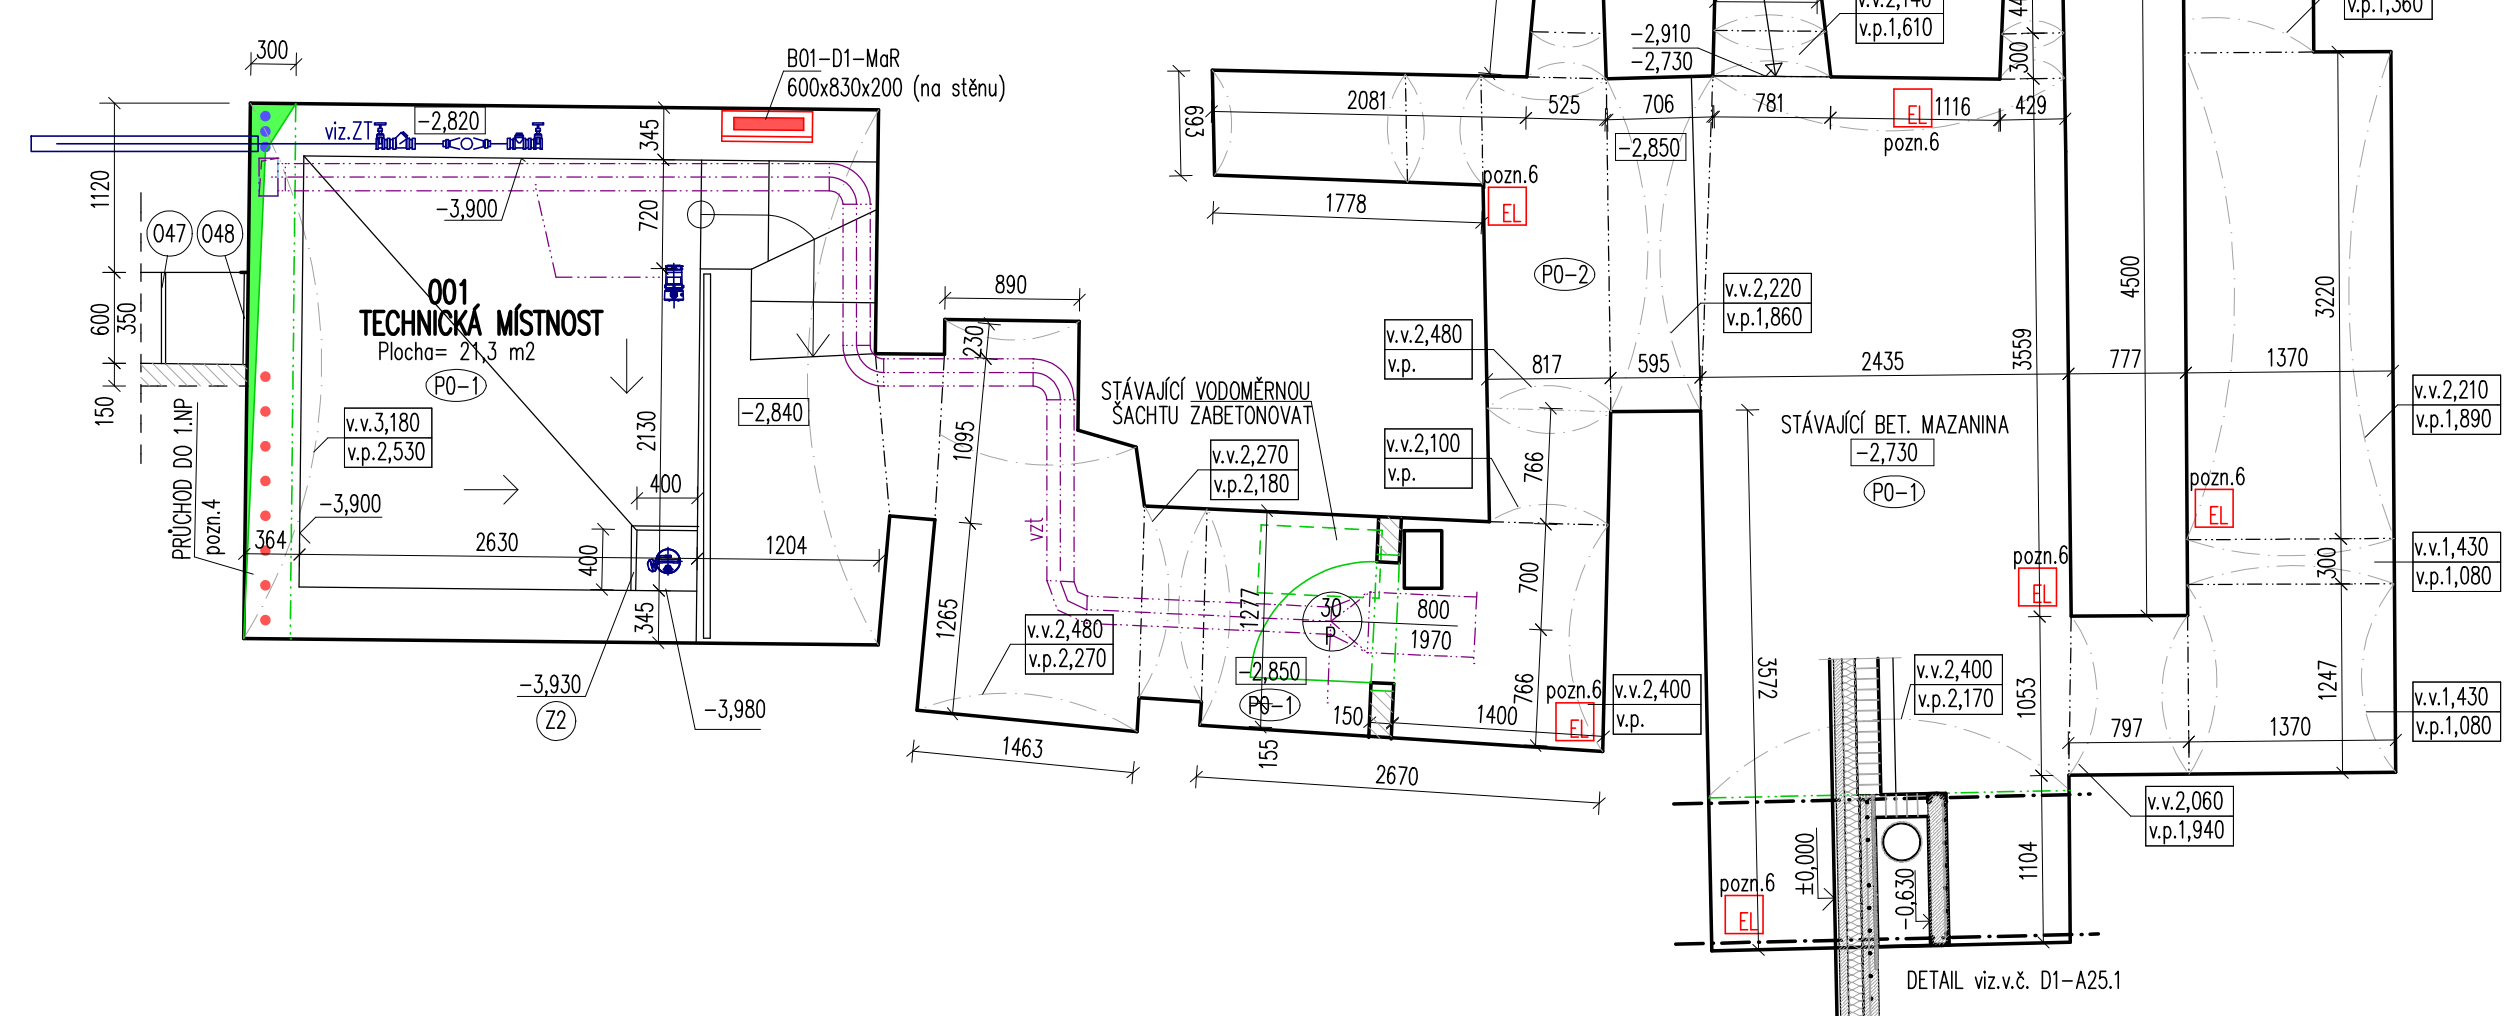 300
B01-D1-MaR
600x830x200 (na stěnu)
viz.ZT
-2,820
345
1120
-3,900
720
O47
O48
600
350
150
001
TECHNICKÁ MÍSTNOST
Plocha= 21,3 m2
P0-1
v.v.3,180
v.p.2,530
-2,840
2130
400
PRŮCHOD DO 1.NP
pozn.4
-3,900
364
2630
400
1204
345
-3,930
Z2
-3,980
890
230
1095
1265
vzt
1463
v.v.2,480
v.p.2,270
STÁVAJÍCÍ VODOMĚRNOU
ŠACHTU ZABETONOVAT
v.v.2,270
v.p.2,180
1277
155
-2,850
P0-1
30
P
800
1970
150
1400
2670
693
2081
1778
525
706
781
1116
429
-2,910
-2,730
v.v.2,140
v.p.1,610
300
-2,850
EL
pozn.6
pozn.6
EL
P0-2
v.v.2,480
v.p.
v.v.2,100
v.p.
v.v.2,220
v.p.1,860
817
595
2435
777
1370
766
700
766
pozn.6
EL
v.v.2,400
v.p.
3559
4500
3220
v.p.1,360
STÁVAJÍCÍ BET. MAZANINA
-2,730
P0-1
v.v.2,210
v.p.1,890
pozn.6
EL
pozn.6
EL
v.v.1,430
v.p.1,080
300
1247
v.v.1,430
v.p.1,080
3572
v.v.2,400
v.p.2,170
1053
797
1370
v.v.2,060
v.p.1,940
±0,000
-0,630
1104
pozn.6
EL
DETAIL viz.v.č. D1-A25.1